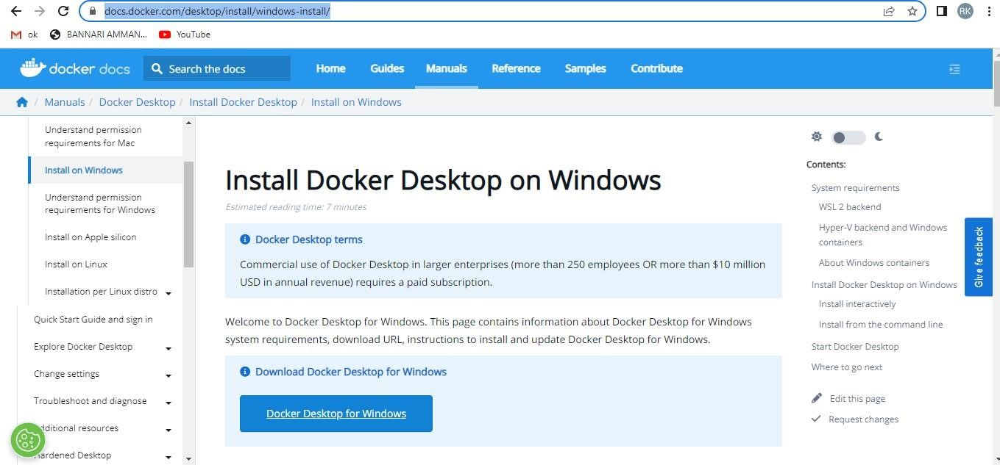 docs.docker.com/desktop/install/windows-install/
RK
ok
BANNARI AMMAN...
YouTube
docker docs
Search the docs
Home
Guides
Manuals
Reference
Samples
Contribute
/ Manuals / Docker Desktop / Install Docker Desktop / Install on Windows
Understand permission
requirements for Mac
Install on Windows
Understand permission
requirements for Windows
Install on Apple silicon
Install on Linux
Installation per Linux distro
Quick Start Guide and sign in
Explore Docker Desktop
Change settings
Troubleshoot and diagnose
dditional resources
ardened Desktop
Install Docker Desktop on Windows
Estimated reading time: 7 minutes
Docker Desktop terms
Commercial use of Docker Desktop in larger enterprises (more than 250 employees OR more than $10 million
USD in annual revenue) requires a paid subscription.
Welcome to Docker Desktop for Windows. This page contains information about Docker Desktop for Windows
system requirements, download URL, instructions to install and update Docker Desktop for Windows.
Download Docker Desktop for Windows
Docker Desktop for Windows
Contents:
System requirements
WSL 2 backend
Hyper-V backend and Windows
containers
About Windows containers
Install Docker Desktop on Windows
Install interactively
Install from the command line
Start Docker Desktop
Where to go next
Edit this page
Request changes
Give feedback